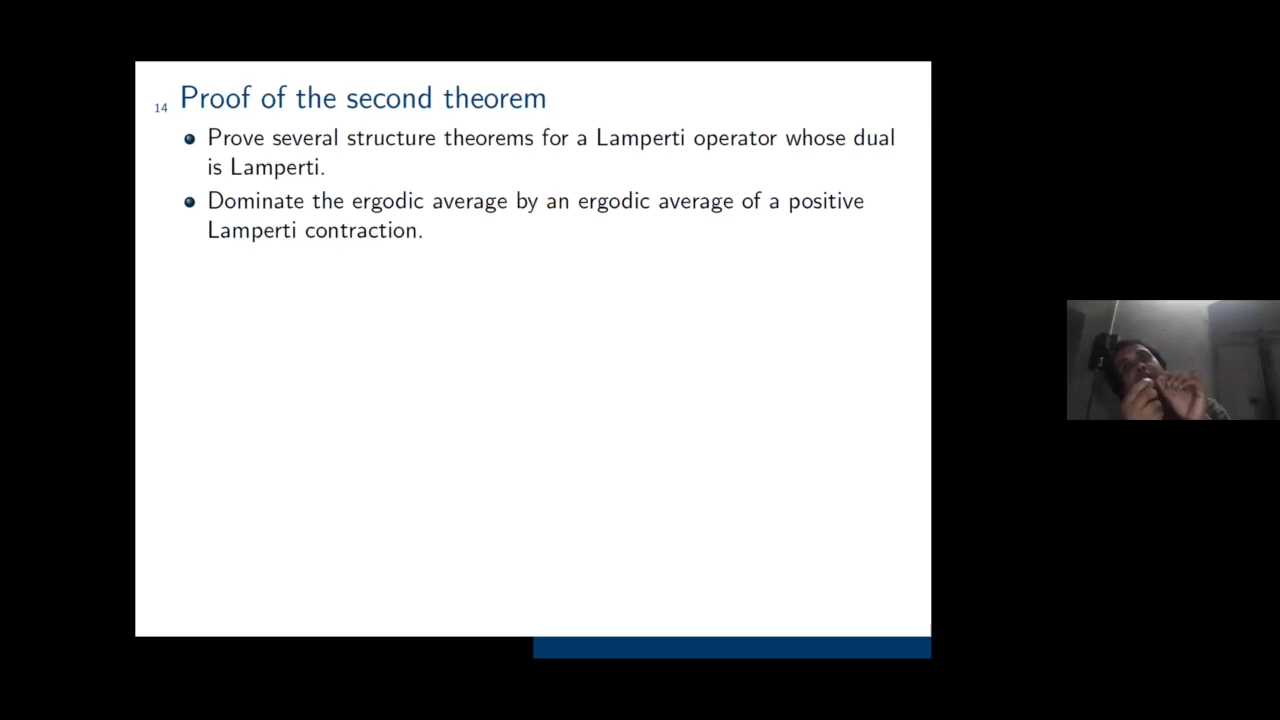 14 Proof of the second theorem
Prove several structure theorems for a Lamperti operator whose dual
is Lamperti.
Dominate the ergodic average by an ergodic average of a positive
Lamperti contraction.